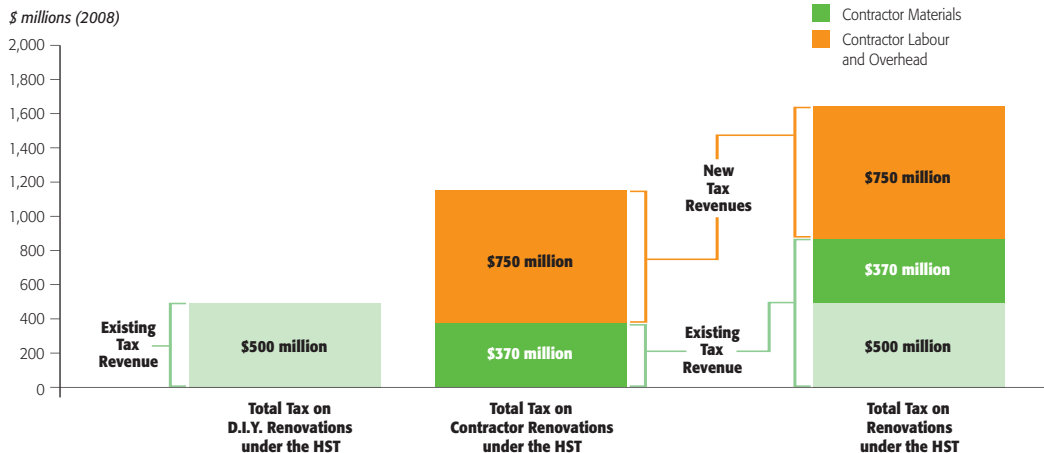 $ millions (2008)
Contractor Materials
Contractor Labour
and Overhead
2,000
1,800
1,600
1,400
1,200
1,000
800
600
400
200
0
Existing
Tax
Revenue
$500 million
$750 million
$370 million
New
Tax
Revenues
Existing
Tax
Revenue
$750 million
$370 million
$500 million
Total Tax on
D.I.Y. Renovations
under the HST
Total Tax on
Contractor Renovations
under the HST
Total Tax on
Renovations
under the HST